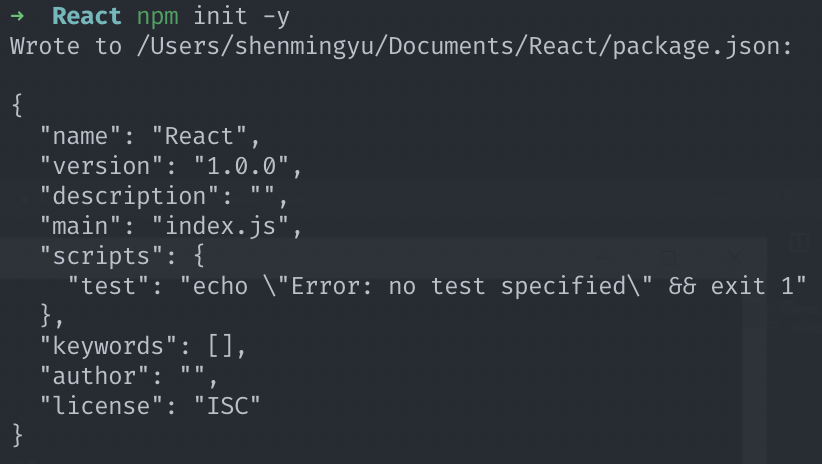 → React npm init -y
Wrote to /Users/shenmingyu/Documents/React/package.json:
{
"name": "React",
"version": "1.0.0",
"description": "",
"main": "index.js",
"scripts": {
"test": "echo \"Error: no test specified\" && exit 1"
},
"keywords": [],
"author": "",
"license": "ISC"
}